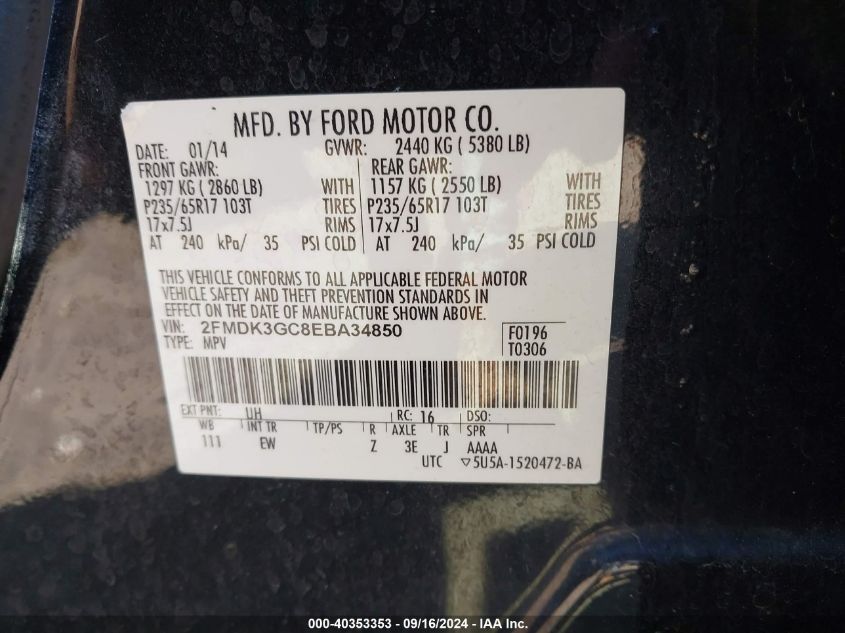 MFD. BY FORD MOTOR CO.
DATE: 01/14 GVWR: 2440 KG ( 5380 LB)
FRONT GAWR: REAR GAWR:
1297 KG ( 2860 LB) WITH 1157 KG ( 2550 LB) WITH
P235/65R17 103T TIRES P235/65R17 103T TIRES
17x7.5J RIMS 17x7.5J RIMS
AT 240 kPa/ 35 PSI COLD AT 240 kPa/ 35 PSI COLD
THIS VEHICLE CONFORMS TO ALL APPLICABLE FEDERAL MOTOR
VEHICLE SAFETY AND THEFT PREVENTION STANDARDS IN
EFFECT ON THE DATE OF MANUFACTURE SHOWN ABOVE.
VIN: 2FMDK3GC8EBA34850 F0196
TYPE: MPV T0306
EXT PNT: UH RC: 16 DSO:
WB INT TR TP/PS R AXLE TR SPR
111 EW Z 3E J AAAA
UTC ▽5U5A-1520472-BA
000-40353353 - 09/16/2024 - IAA Inc.